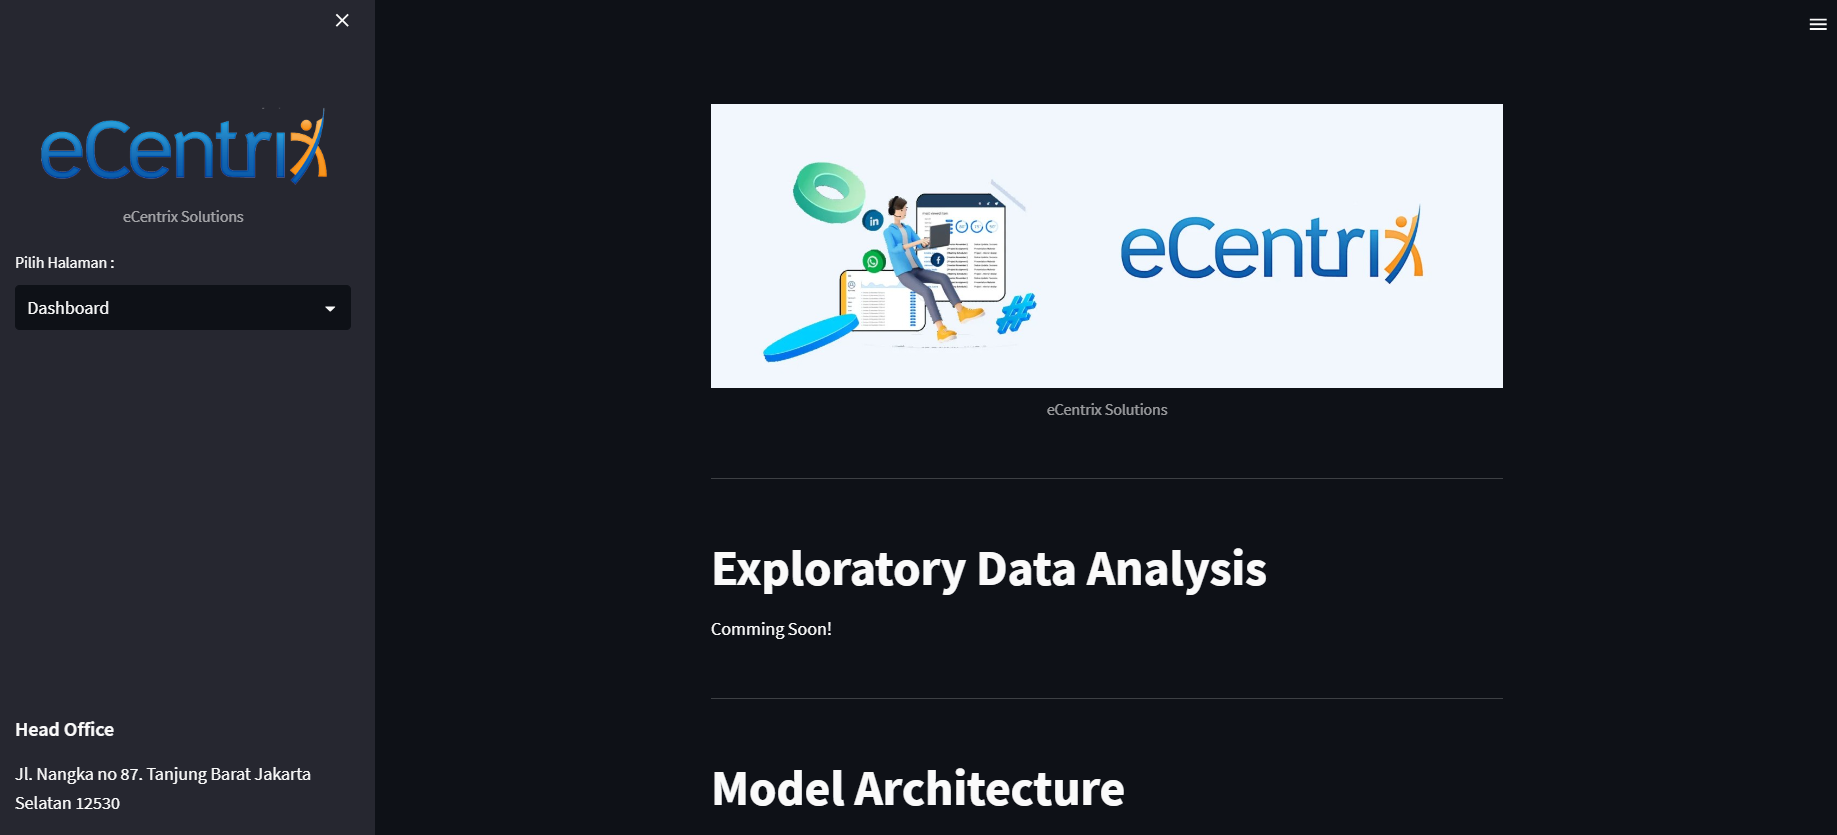 eCentrix
eCentrix Solutions
Pilih Halaman :
Dashboard
Head Office
Jl. Nangka no 87. Tanjung Barat Jakarta
Selatan 12530
in
f
#
eCentrix
eCentrix Solutions
Exploratory Data Analysis
Comming Soon!
Model Architecture